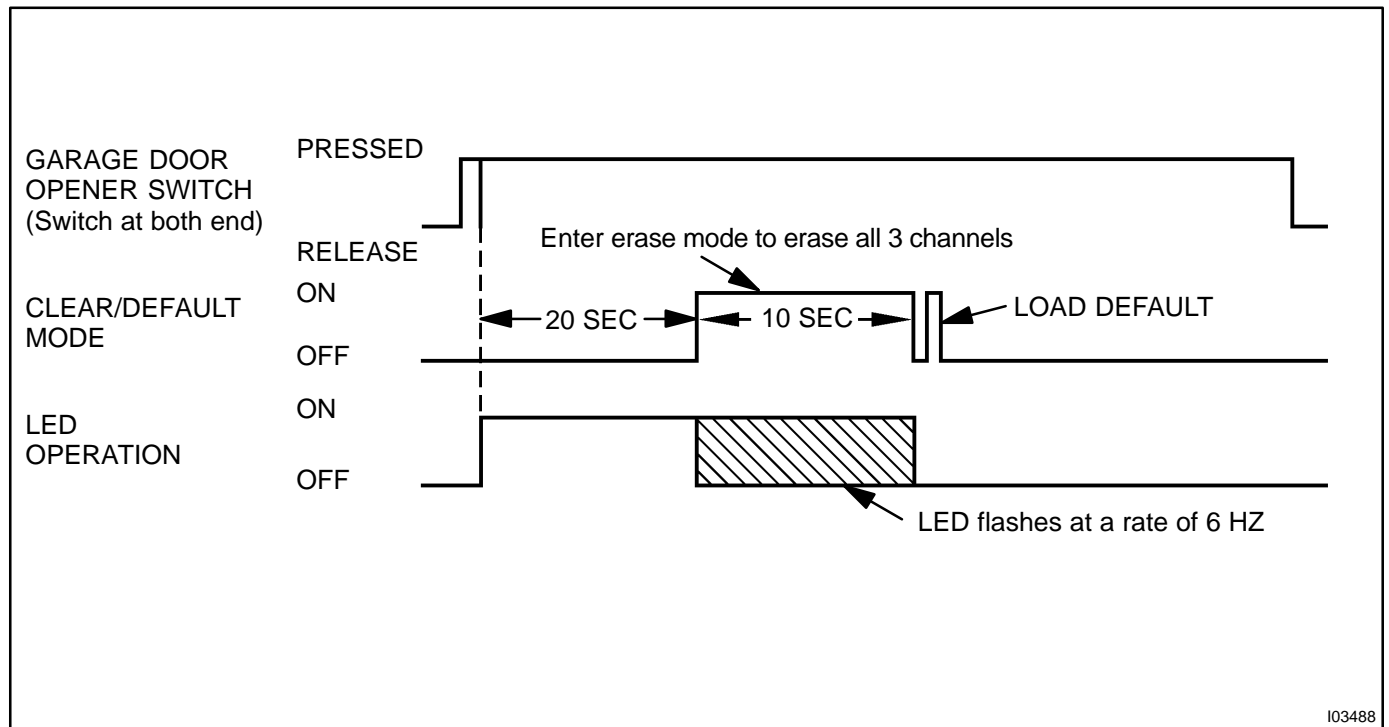 GARAGE DOOR
OPENER SWITCH
(Switch at both end)
PRESSED
RELEASE
Enter erase mode to erase all 3 channels
CLEAR/DEFAULT
MODE
ON
OFF
20 SEC
10 SEC
LOAD DEFAULT
LED
OPERATION
ON
OFF
LED flashes at a rate of 6 HZ
I03488